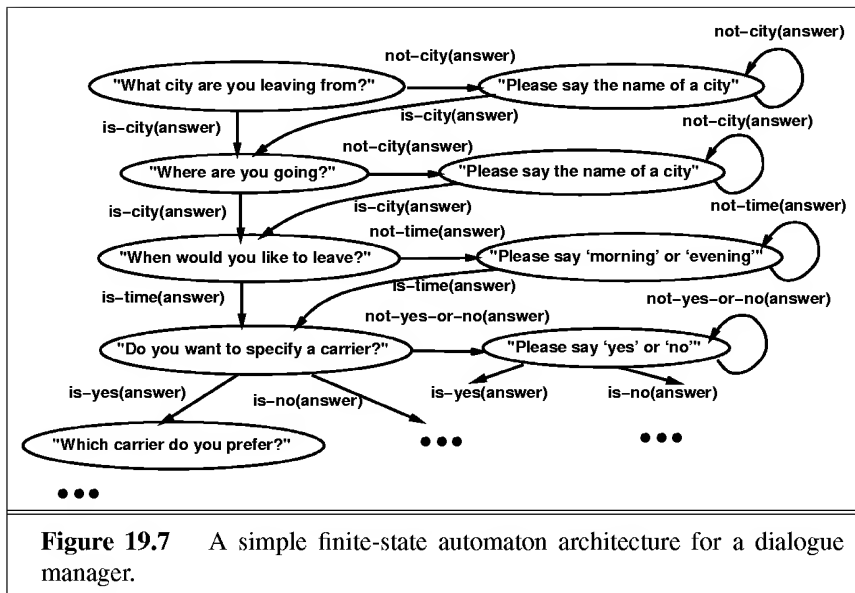 not−city(answer)
not−city(answer)
"What city are you leaving from?"
"Please say the name of a city"
is−city(answer)
is−city(answer)
not−city(answer)
not−city(answer)
"Where are you going?"
"Please say the name of a city"
is−city(answer)
is−city(answer)
not−time(answer)
not−time(answer)
"When would you like to leave?"
"Please say ‘morning’ or ‘evening’"
is−time(answer)
is−time(answer)
not−yes−or−no(answer)
not−yes−or−no(answer)
"Do you want to specify a carrier?"
"Please say ‘yes’ or ‘no’"
is−yes(answer)
is−no(answer)
is−yes(answer)
is−no(answer)
"Which carrier do you prefer?"
Figure 19.7 A simple finite-state automaton architecture for a dialogue
manager.